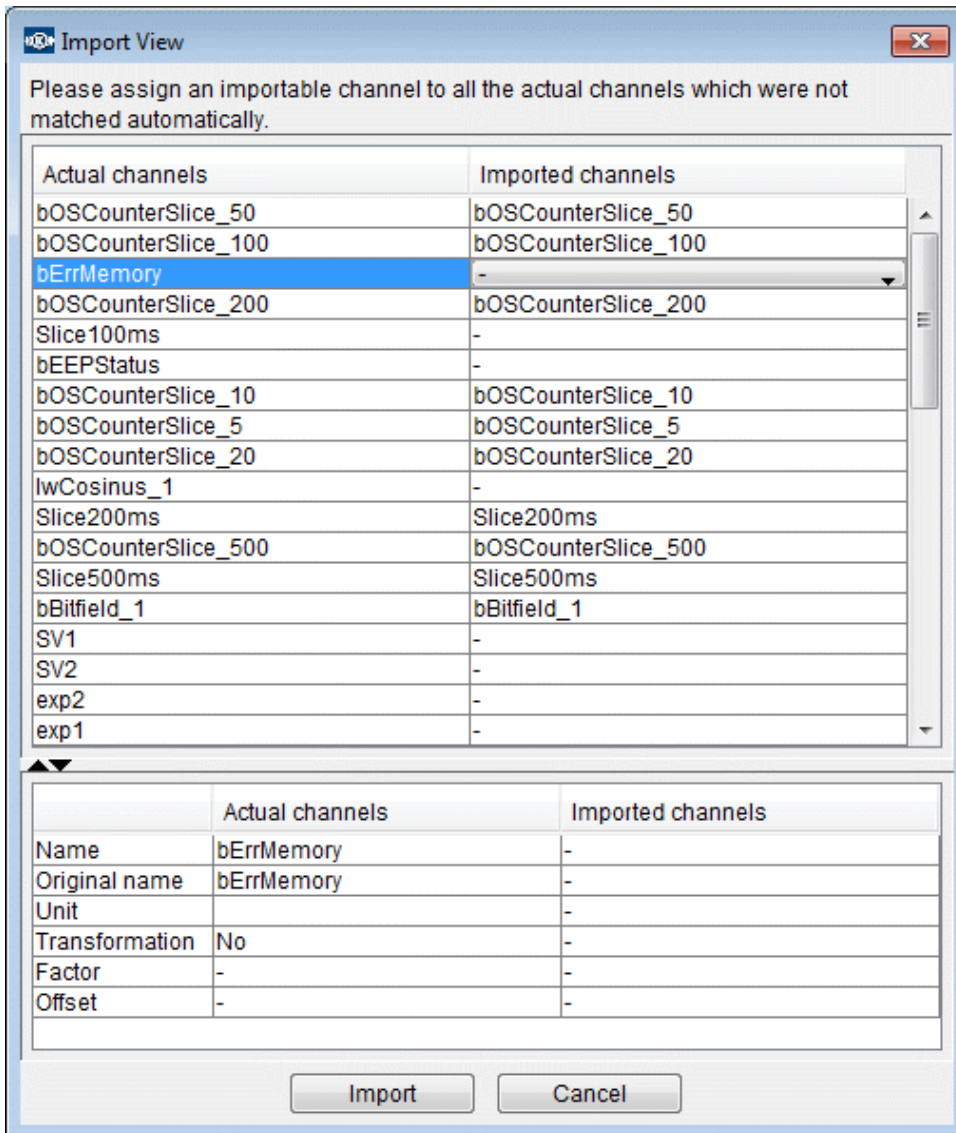 Import View
Please assign an importable channel to all the actual channels which were not
matched automatically.
Actual channels Imported channels
bOSCounterSlice_50 bOSCounterSlice_50
bOSCounterSlice_100 bOSCounterSlice_100
bErrMemory -
bOSCounterSlice_200 bOSCounterSlice_200
Slice100ms -
bEEPStatus -
bOSCounterSlice_10 bOSCounterSlice_10
bOSCounterSlice_5 bOSCounterSlice_5
bOSCounterSlice_20 bOSCounterSlice_20
lwCosinus_1 -
Slice200ms Slice200ms
bOSCounterSlice_500 bOSCounterSlice_500
Slice500ms Slice500ms
bBitfield_1 bBitfield_1
SV1 -
SV2 -
exp2 -
exp1 -
Actual channels Imported channels
Name bErrMemory -
Original name bErrMemory -
Unit -
Transformation No -
Factor - -
Offset - -
Import Cancel